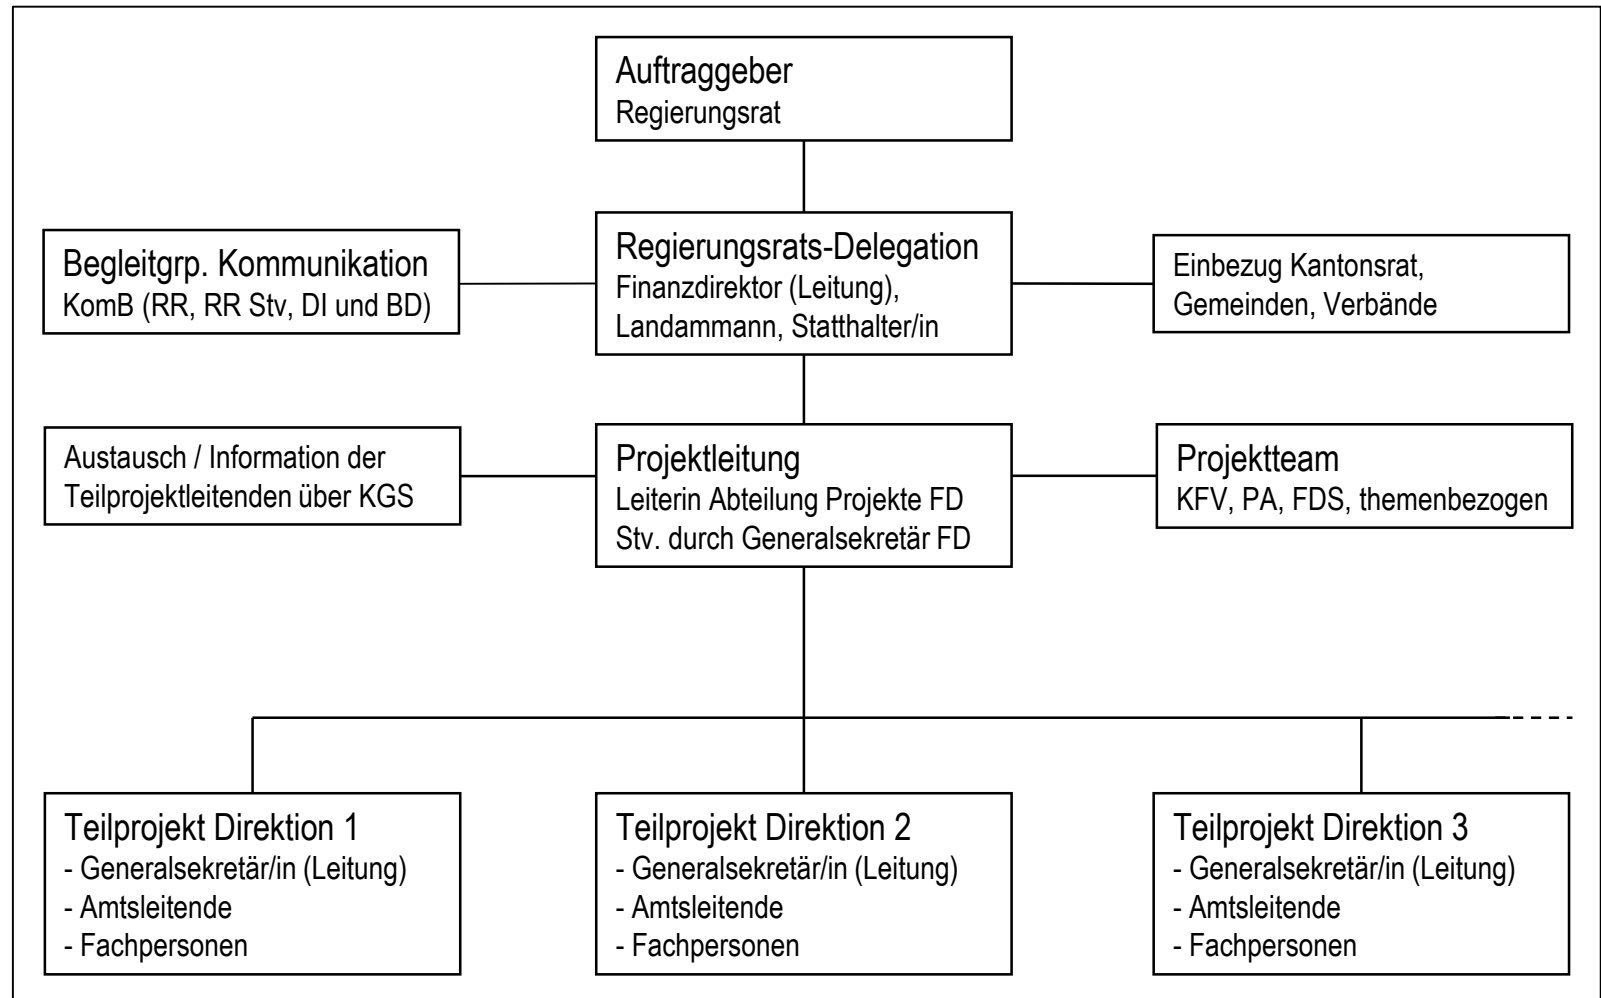 Auftraggeber
Regierungsrat
Begleitgrp. Kommunikation
KomB (RR, RR Stv, DI und BD)
Regierungsrats-Delegation
Finanzdirektor (Leitung),
Landammann, Statthalter/in
Einbezug Kantonsrat,
Gemeinden, Verbände
Austausch / Information der
Teilprojektleitenden über KGS
Projektleitung
Leiterin Abteilung Projekte FD
Stv. durch Generalsekretär FD
Projektteam
KFV, PA, FDS, themenbezogen
Teilprojekt Direktion 1
- Generalsekretär/in (Leitung)
- Amtsleitende
- Fachpersonen
Teilprojekt Direktion 2
- Generalsekretär/in (Leitung)
- Amtsleitende
- Fachpersonen
Teilprojekt Direktion 3
- Generalsekretär/in (Leitung)
- Amtsleitende
- Fachpersonen